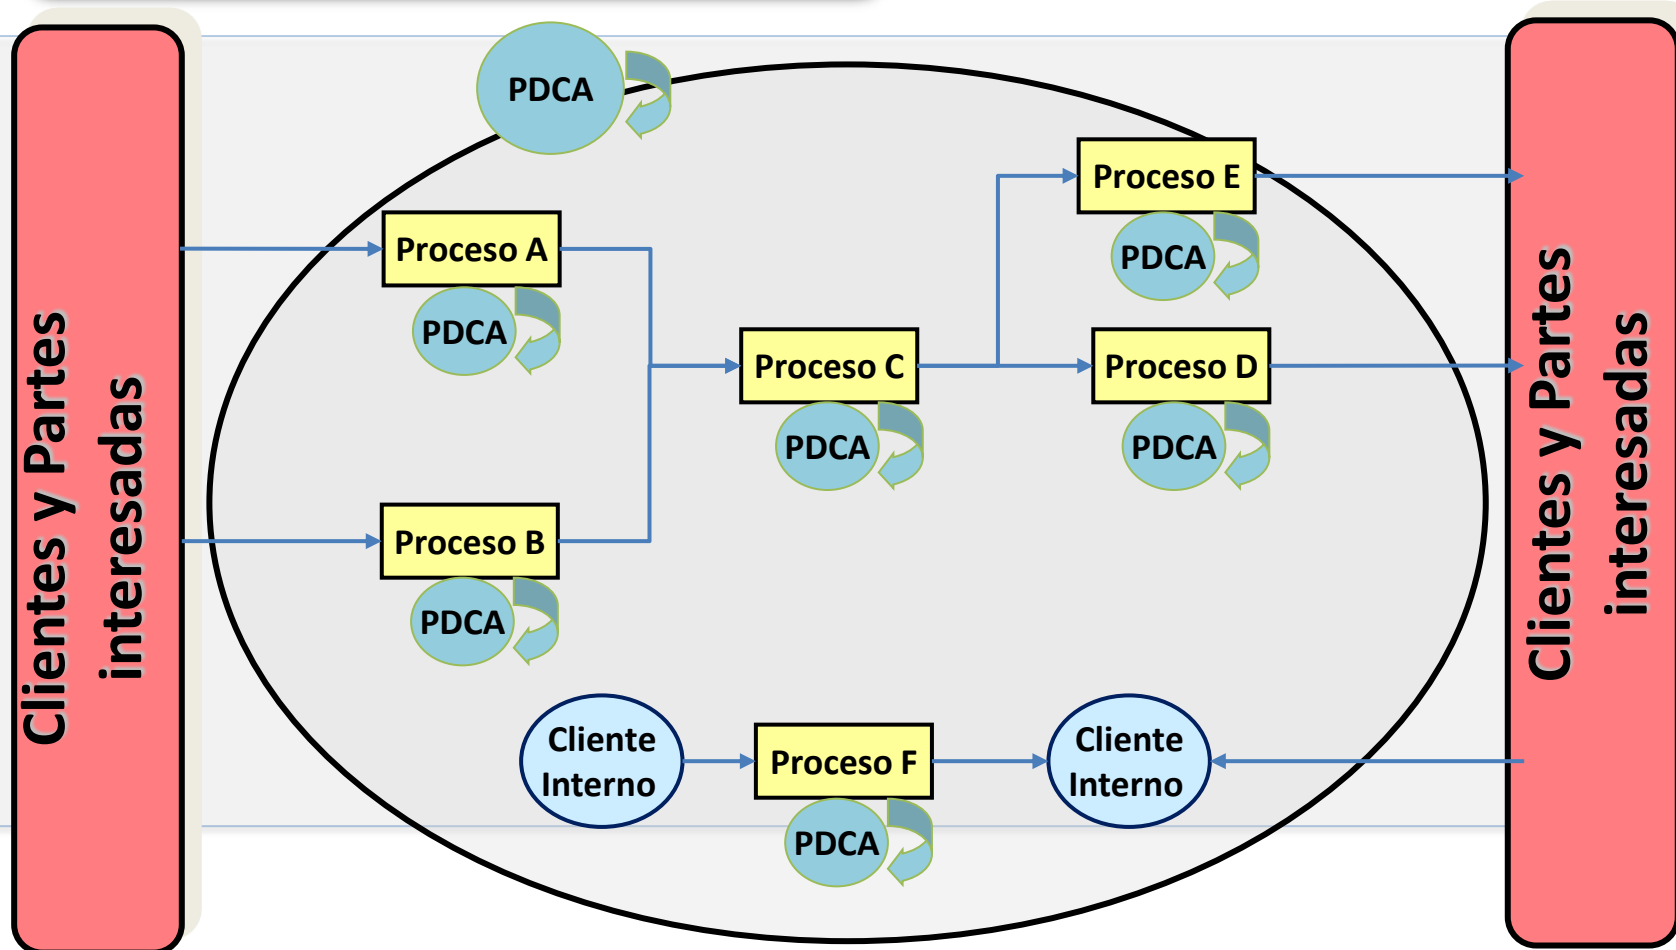 Clientes y Partes
interesadas
PDCA
Proceso A
PDCA
Proceso B
PDCA
Proceso C
PDCA
Proceso E
PDCA
Proceso D
PDCA
Cliente
Interno
Proceso F
PDCA
Cliente
Interno
Clientes y Partes
interesadas